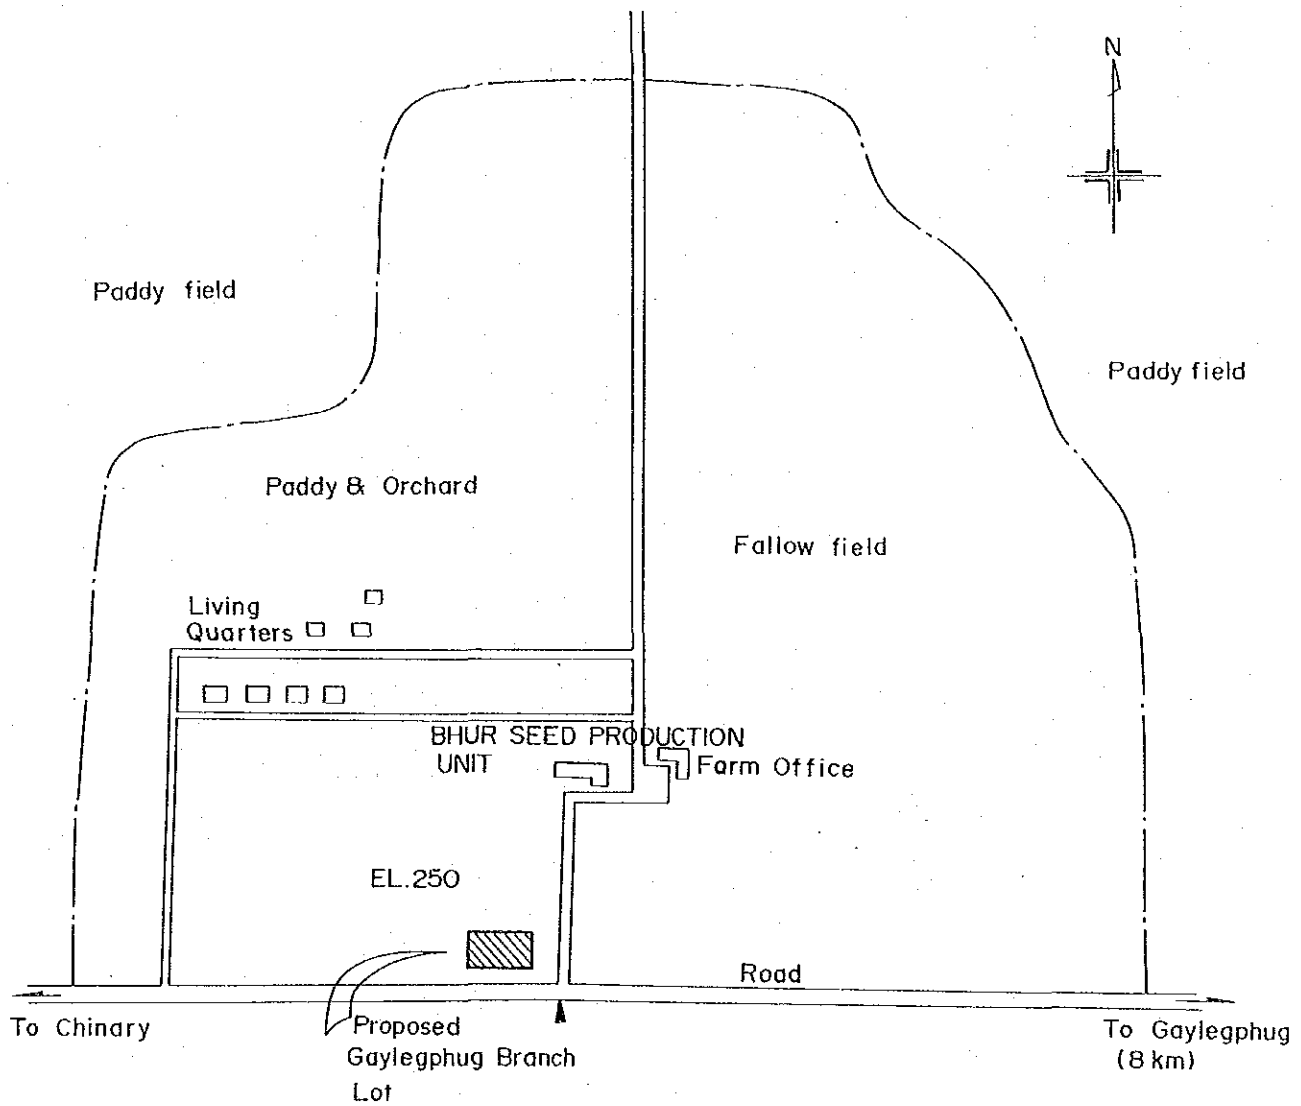 N
Paddy field
Paddy field
Paddy & Orchard
Fallow field
Living
Quarters
BHUR SEED PRODUCTION
UNIT
Farm Office
EL.250
Road
To Chinary
Proposed
Gaylegphug Branch
Lot
To Gaylegphug
(8 km)